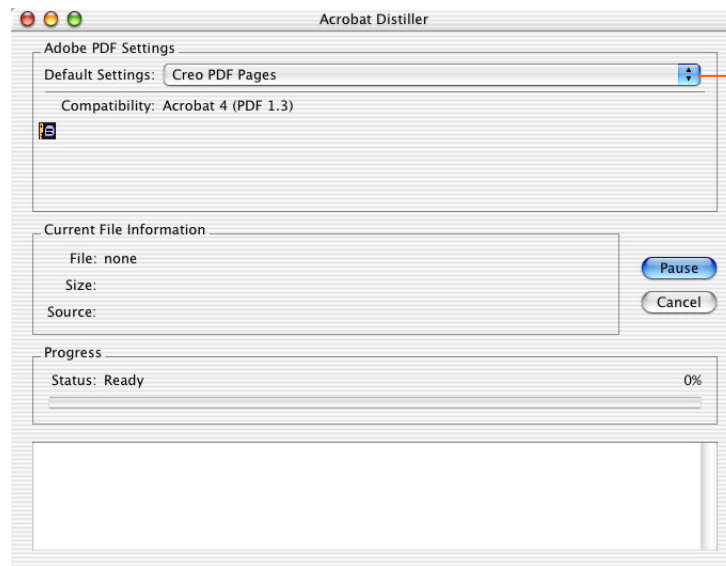 Acrobat Distiller
Adobe PDF Settings
Default Settings: Creo PDF Pages
Compatibility: Acrobat 4 (PDF 1.3)
Current File Information
File: none
Size:
Source:
Pause
Cancel
Progress
Status: Ready 0%